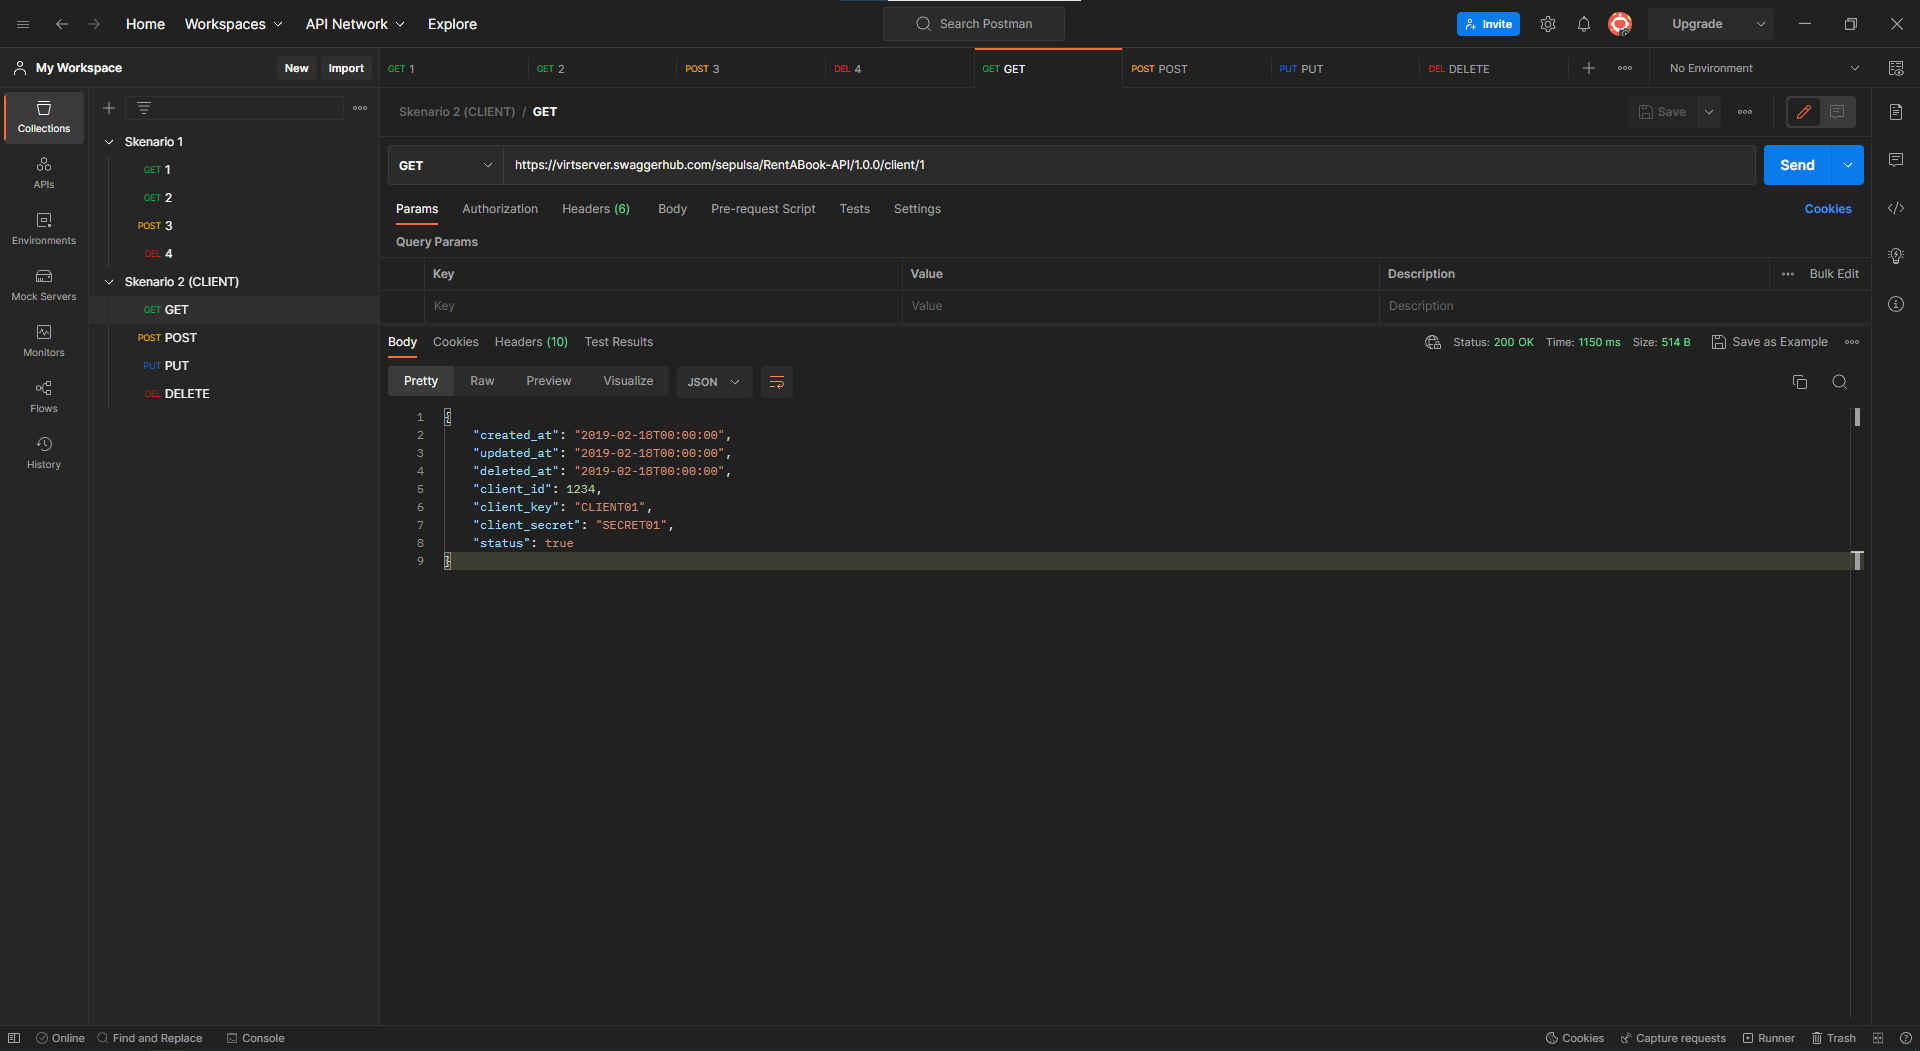 Home Workspaces API Network Explore Search Postman Invite Upgrade
My Workspace New Import GET 1 GET 2 POST 3 DEL 4 GET GET POST POST PUT PUT DEL DELETE No Environment
Collections
APIs
Environments
Mock Servers
Monitors
Flows
History
Skenario 1
GET 1
GET 2
POST 3
DEL 4
Skenario 2 (CLIENT)
GET GET
POST POST
PUT PUT
DEL DELETE
Skenario 2 (CLIENT) / GET Save
GET https://virtserver.swaggerhub.com/sepulsa/RentABook-API/1.0.0/client/1 Send
Params Authorization Headers (6) Body Pre-request Script Tests Settings Cookies
Query Params
Key Value Description Bulk Edit
Key Value Description
Body Cookies Headers (10) Test Results Status: 200 OK Time: 1150 ms Size: 514 B Save as Example
Pretty Raw Preview Visualize JSON
1 {
2 "created_at": "2019-02-18T00:00:00",
3 "updated_at": "2019-02-18T00:00:00",
4 "deleted_at": "2019-02-18T00:00:00",
5 "client_id": 1234,
6 "client_key": "CLIENT01",
7 "client_secret": "SECRET01",
8 "status": true
9 }
Online Find and Replace Console Cookies Capture requests Runner Trash